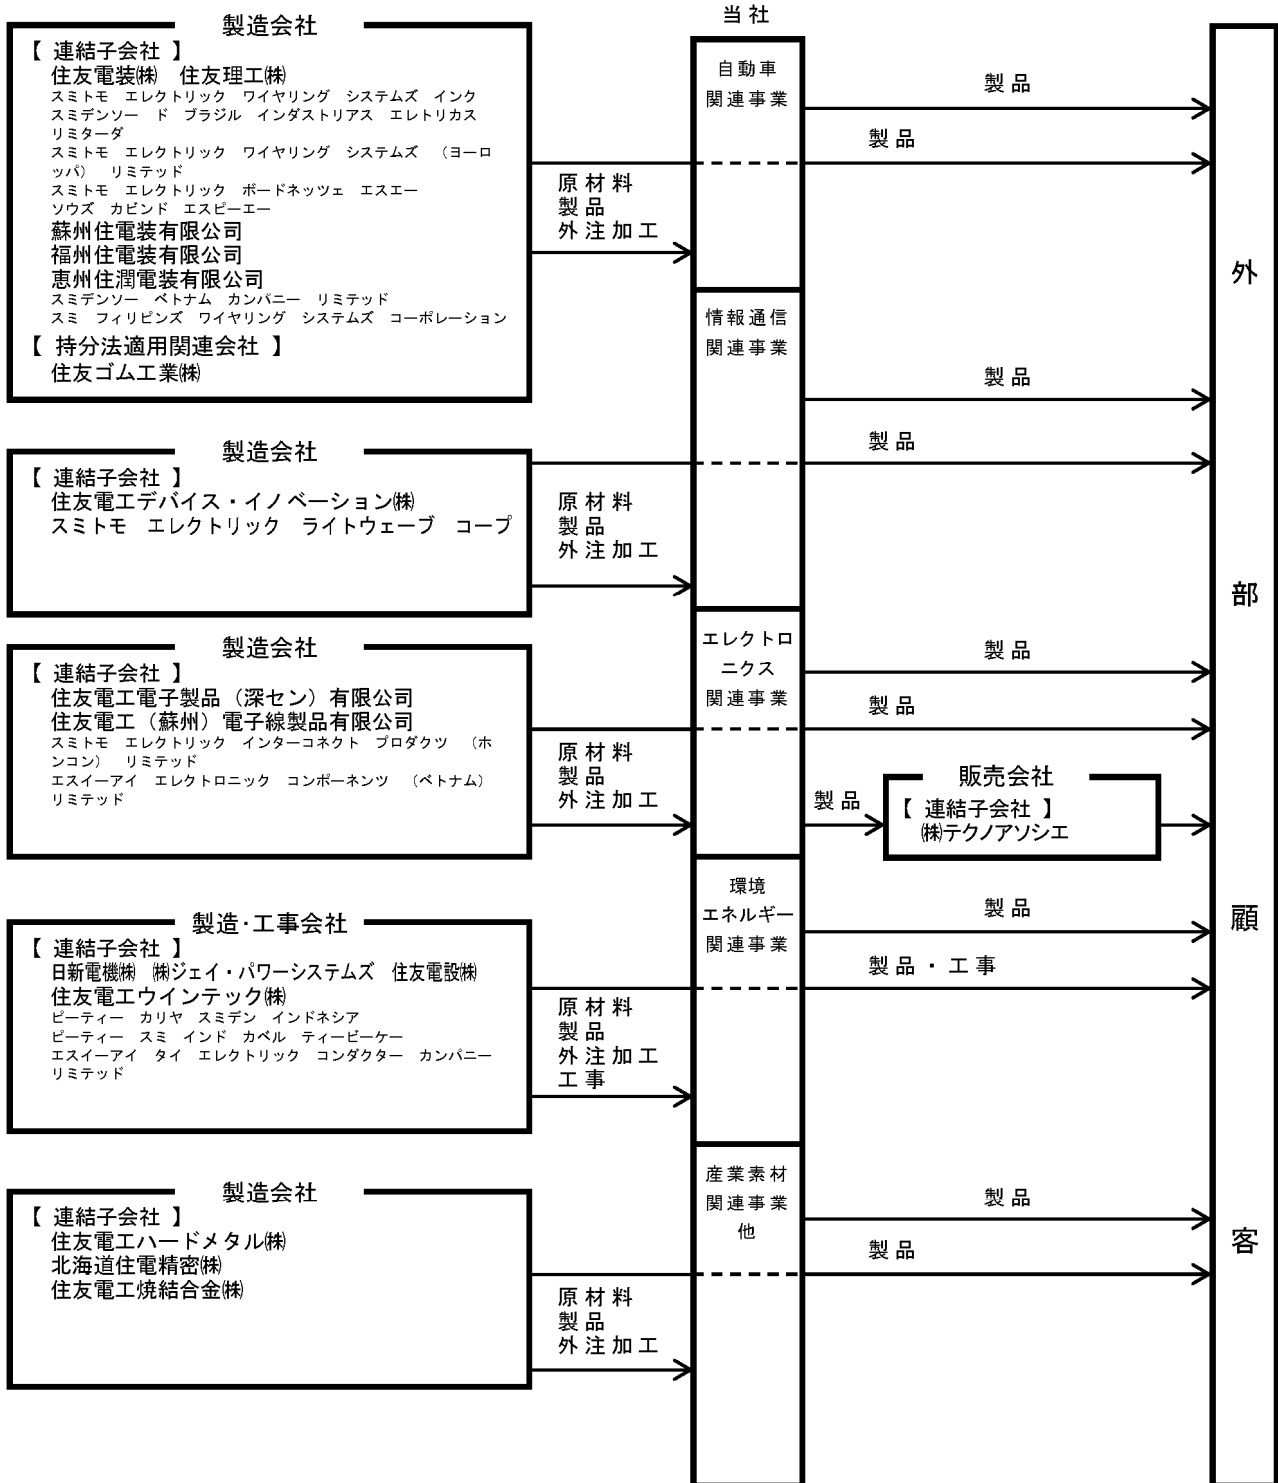 当社
製造会社
【 連結子会社 】
住友電装㈱　住友理工㈱
スミトモ　エレクトリック　ワイヤリング　システムズ　インク
スミデンソー　ド　ブラジル　インダストリアス　エレトリカス
リミターダ
スミトモ　エレクトリック　ワイヤリング　システムズ　（ヨーロ
ッパ）　リミテッド
スミトモ　エレクトリック　ボードネッツェ　エスエー
ソウズ　カビンド　エスピーエー
蘇州住電装有限公司
福州住電装有限公司
恵州住潤電装有限公司
スミデンソー　ベトナム　カンパニー　リミテッド
スミ　フィリピンズ　ワイヤリング　システムズ　コーポレーション
【 持分法適用関連会社 】
住友ゴム工業㈱
原材料
製品
外注加工
自動車
関連事業
製品
製品
製造会社
【 連結子会社 】
住友電工デバイス・イノベーション㈱
スミトモ　エレクトリック　ライトウェーブ　コープ
原材料
製品
外注加工
情報通信
関連事業
製品
製品
製造会社
【 連結子会社 】
住友電工電子製品（深セン）有限公司
住友電工（蘇州）電子線製品有限公司
スミトモ　エレクトリック　インターコネクト　プロダクツ　（ホ
ンコン）　リミテッド
エスイーアイ　エレクトロニック　コンポーネンツ　（ベトナム）
リミテッド
原材料
製品
外注加工
エレクトロ
ニクス
関連事業
製品
製品
製品
販売会社
【 連結子会社 】
㈱テクノアソシエ
製造・工事会社
【 連結子会社 】
日新電機㈱　㈱ジェイ・パワーシステムズ　住友電設㈱
住友電工ウインテック㈱
ピーティー　カリヤ　スミデン　インドネシア
ピーティー　スミ　インド　カベル　ティービーケー
エスイーアイ　タイ　エレクトリック　コンダクター　カンパニー
リミテッド
原材料
製品
外注加工
工事
環境
エネルギー
関連事業
製品
製品・工事
製造会社
【 連結子会社 】
住友電工ハードメタル㈱
北海道住電精密㈱
住友電工焼結合金㈱
原材料
製品
外注加工
産業素材
関連事業
他
製品
製品
外
部
顧
客